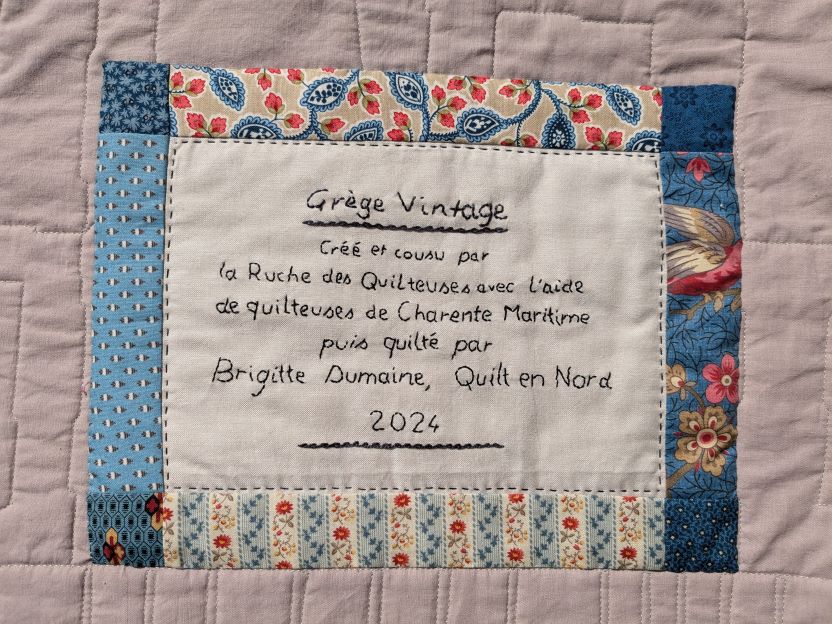 Grège Vintage
Créé et cousu par
la Ruche des Quilteuses avec l'aide
de quilteuses de Charente Maritime
puis quilté par
Brigitte Dumaine, Quilt en Nord
2024